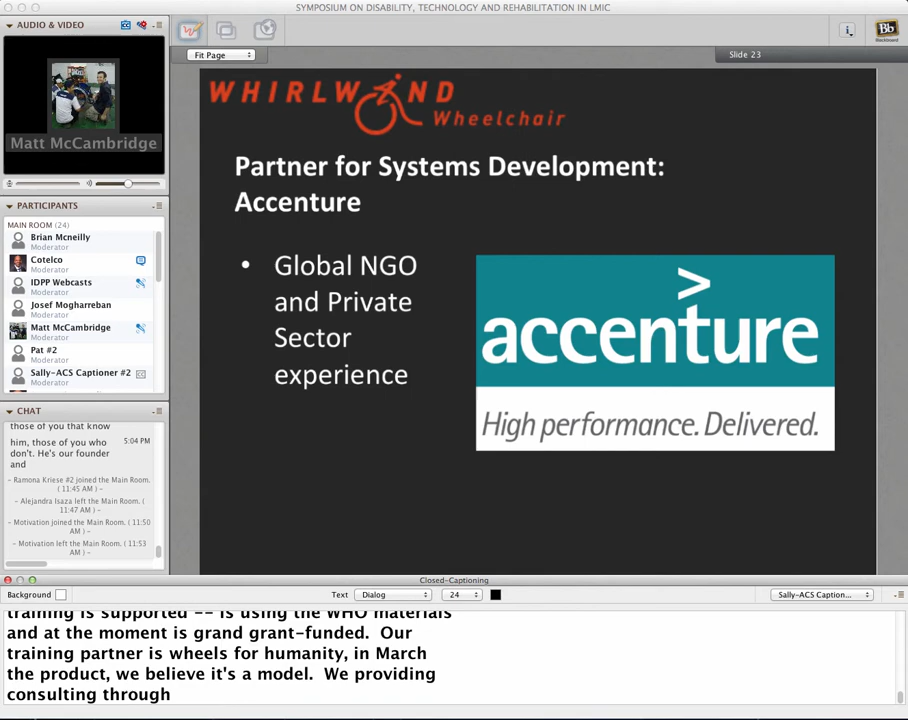 SYMPOSIUM ON DISABILITY, TECHNOLOGY AND REHABILITATION IN LMIC
AUDIO & VIDEO
Matt McCambridge
PARTICIPANTS
MAIN ROOM (24)
Brian Mcneilly
Moderator
Cotelco
Moderator
IDPP Webcasts
Moderator
Josef Mogharreban
Moderator
Matt McCambridge
Moderator
Pat #2
Moderator
Sally-ACS Captioner #2
Moderator
CHAT
those of you that know
him, those of you who 5:04 PM
don't. He's our founder
and
- Ramona Kriese #2 joined the Main Room.
( 11:45 AM ) -
- Alejandra Isaza left the Main Room. (
11:47 AM ) -
- Motivation joined the Main Room. ( 11:50
AM ) -
- Motivation left the Main Room. ( 11:53
AM ) -
Fit Page
Slide 23
Bb
Blackboard
WHIRLWIND
Wheelchair
Partner for Systems Development:
Accenture
• Global NGO
and Private
Sector
experience
>
accenture
High performance. Delivered.
Closed-Captioning
Background Text Dialog 24 Sally-ACS Caption...
training is supported -- is using the WHO materials
and at the moment is grand grant-funded. Our
training partner is wheels for humanity, in March
the product, we believe it's a model. We providing
consulting through